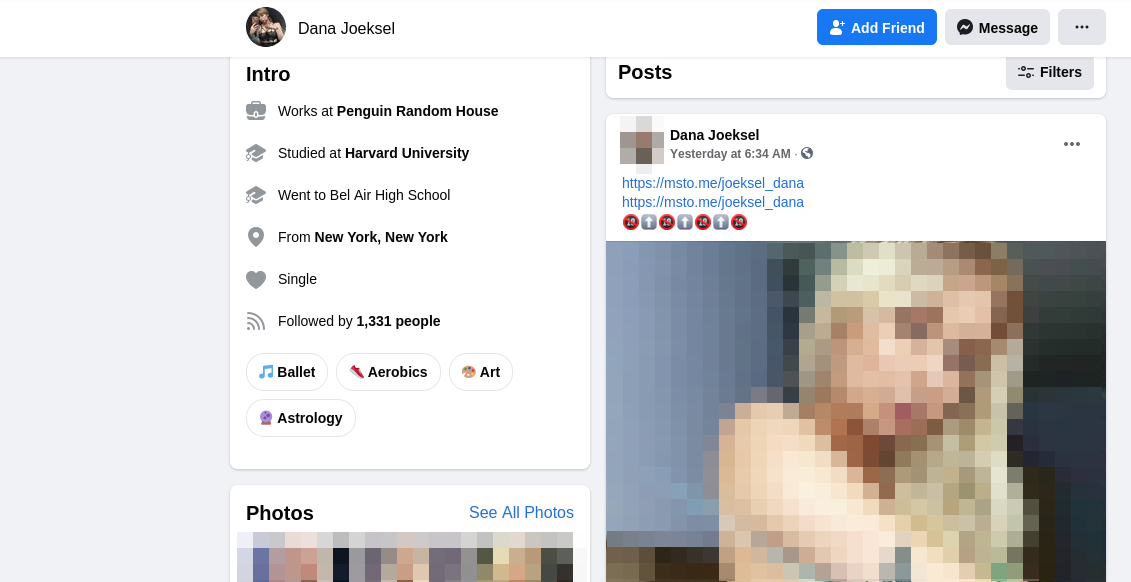 Dana Joeksel
Add Friend
Message
Intro
Works at Penguin Random House
Studied at Harvard University
Went to Bel Air High School
From New York, New York
Single
Followed by 1,331 people
Ballet
Aerobics
Art
Astrology
Photos
See All Photos
Posts
Filters
Dana Joeksel
Yesterday at 6:34 AM ·
https://msto.me/joeksel_dana
https://msto.me/joeksel_dana
🔞⬆️🔞⬆️🔞⬆️🔞